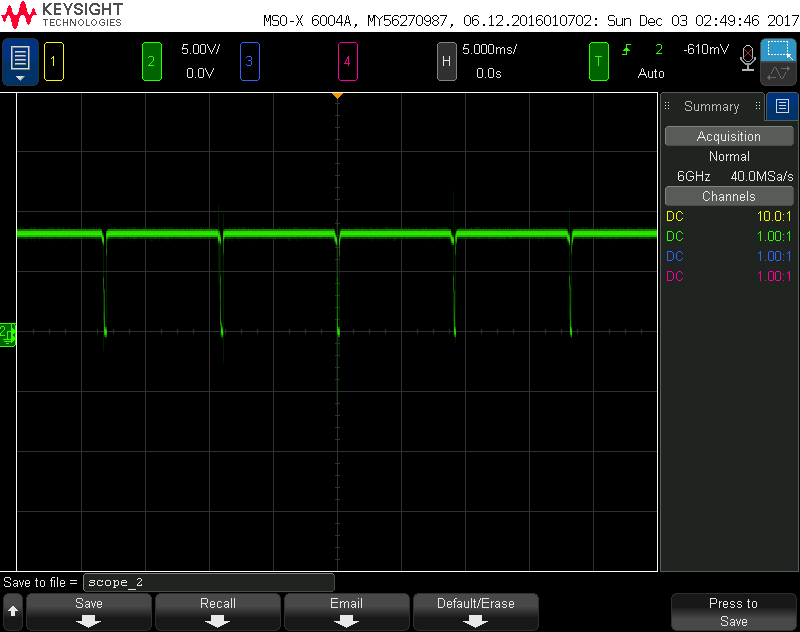 KEYSIGHT
TECHNOLOGIES
MSO-X 6004A, MY56270987, 06.12.2016010702: Sun Dec 03 02:49:46 2017
1
2
5.00V/
0.0V
3
4
H
5.000ms/
0.0s
T
2
-610mV
Auto
Summary
Acquisition
Normal
6GHz 40.0MSa/s
Channels
DC 10.0:1
DC 1.00:1
DC 1.00:1
DC 1.00:1
2
Save to file = scope_2
Save
Recall
Email
Default/Erase
Press to
Save